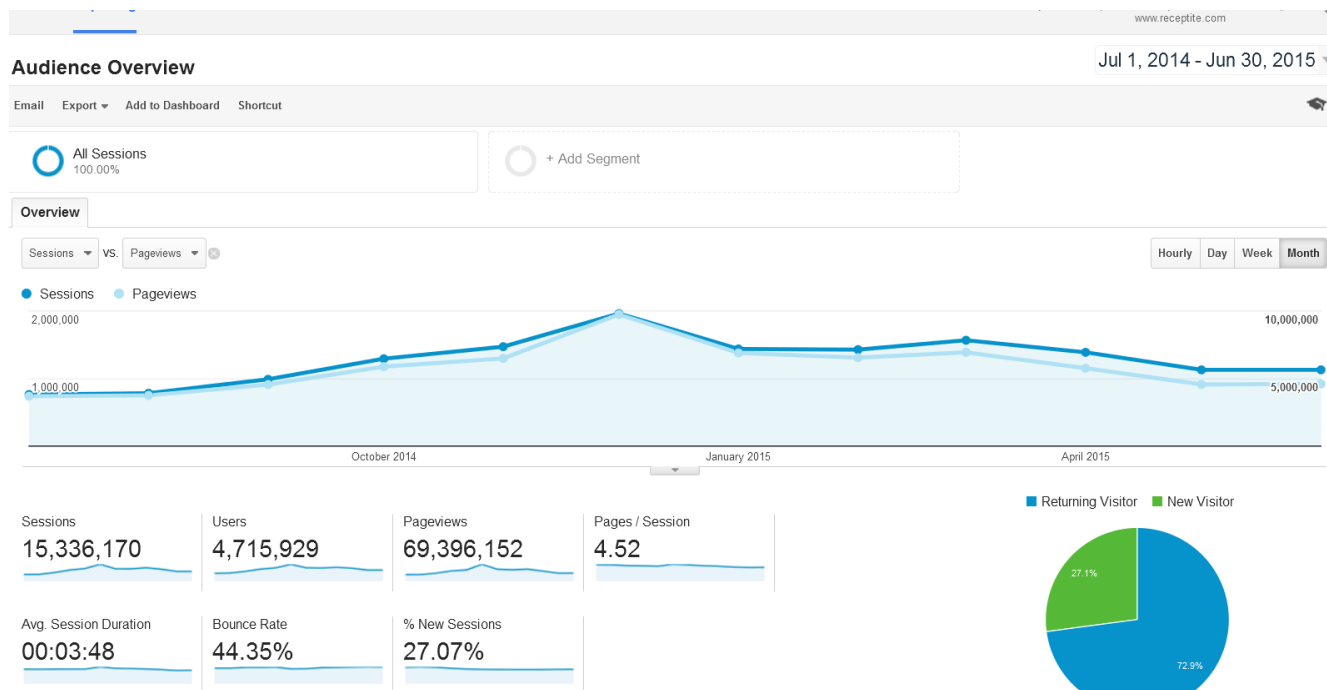 www.receptite.com
Audience Overview
Jul 1, 2014 - Jun 30, 2015
Email Export Add to Dashboard Shortcut
All Sessions
100.00%
+ Add Segment
Overview
Sessions VS. Pageviews
Hourly Day Week Month
Sessions Pageviews
2,000,000 10,000,000
1,000,000 5,000,000
October 2014 January 2015 April 2015
Returning Visitor New Visitor
Sessions Users Pageviews Pages / Session
15,336,170 4,715,929 69,396,152 4.52
27.1%
Avg. Session Duration Bounce Rate % New Sessions
00:03:48 44.35% 27.07%
72.9%